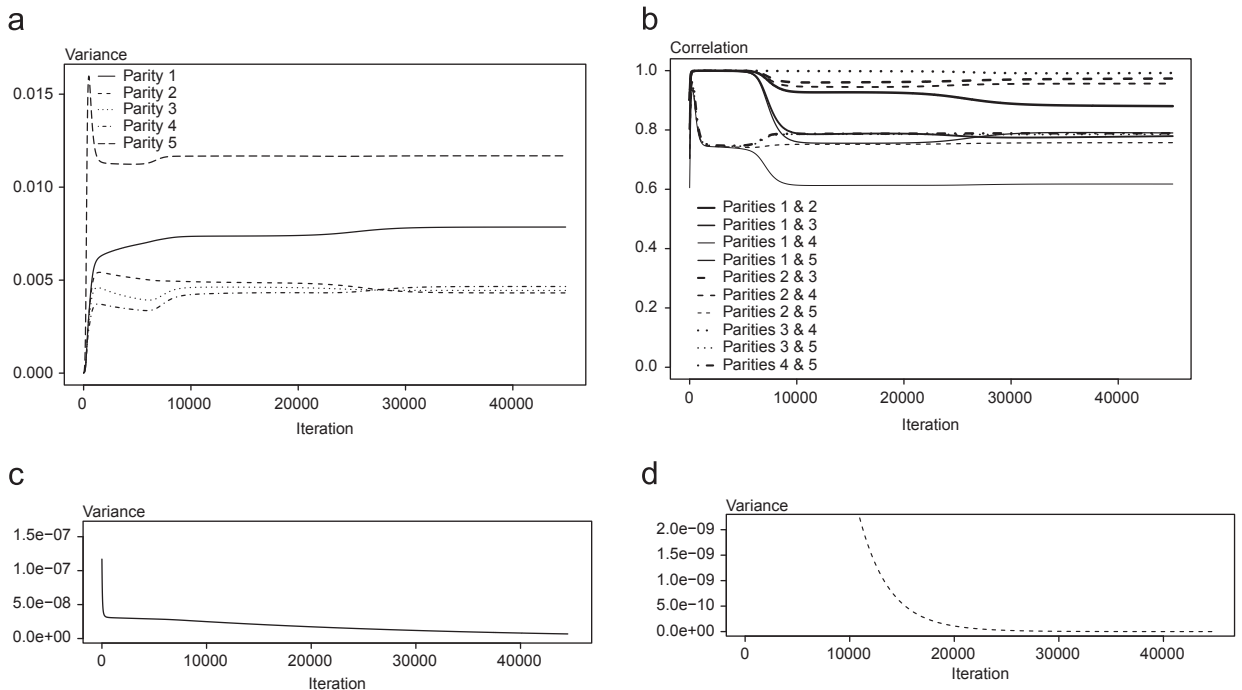 a
Variance
0.015
0.010
0.005
0.000
Parity 1
Parity 2
Parity 3
Parity 4
Parity 5
0 10000 20000 30000 40000
Iteration
b
Correlation
1.0
0.8
0.6
0.4
0.2
0.0
Parities 1 & 2
Parities 1 & 3
Parities 1 & 4
Parities 1 & 5
Parities 2 & 3
Parities 2 & 4
Parities 2 & 5
Parities 3 & 4
Parities 3 & 5
Parities 4 & 5
0 10000 20000 30000 40000
Iteration
c
Variance
1.5e−07
1.0e−07
5.0e−08
0.0e+00
0 10000 20000 30000 40000
Iteration
d
Variance
2.0e−09
1.5e−09
1.0e−09
5.0e−10
0.0e+00
0 10000 20000 30000 40000
Iteration